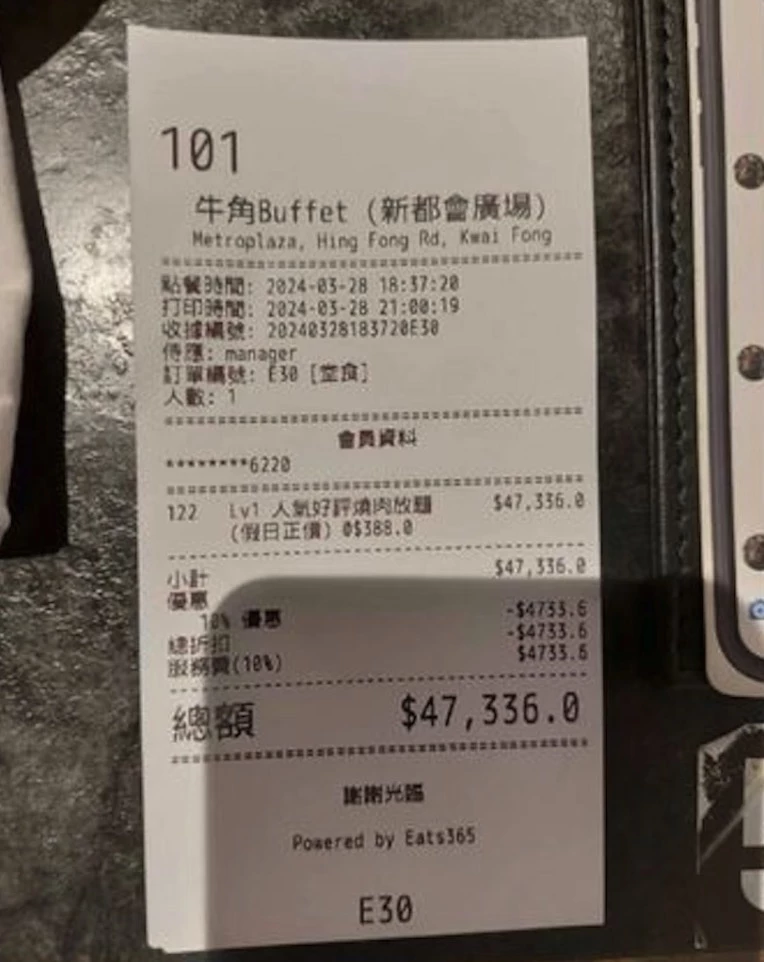 101
牛角Buffet (新都會廣場)
Metroplaza, Hing Fong Rd, Kwai Fong
點餐時間: 2024-03-28 18:37:20
打印時間: 2024-03-28 21:00:19
收據編號: 20240328183720E30
侍應: manager
訂單編號: E30 [堂食]
人數: 1
會員資料
********6220
122 Lv1 人氣好評燒肉放題 $47,336.0
(假日正價) @$388.0
小計 $47,336.0
優惠
10% 優惠 -$4733.6
總折扣 -$4733.6
服務費(10%) $4733.6
總額 $47,336.0
謝謝光臨
Powered by Eats365
E30